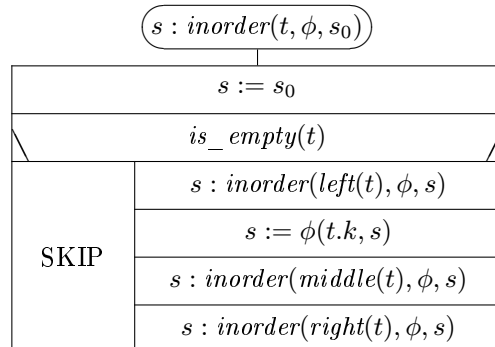 s : inorder(t, ϕ, s₀)
s := s₀
is_empty(t)
s : inorder(left(t), ϕ, s)
s := ϕ(t.k, s)
SKIP
s : inorder(middle(t), ϕ, s)
s : inorder(right(t), ϕ, s)